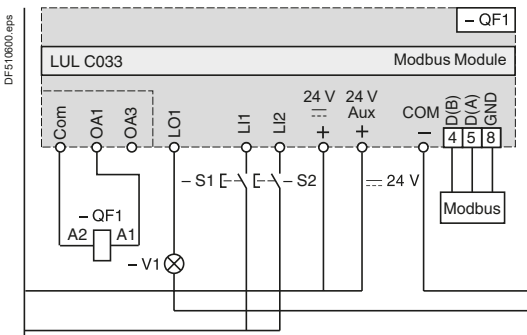 DF510600.eps
– QF1
LUL C033 Modbus Module
Com OA1 OA3 LO1 LI1 LI2
24 V 24 V
Aux
+ +
COM
–
D(B) D(A) GND
4 5 8
– S1 – S2
24 V
Modbus
– QF1
A2 A1
– V1